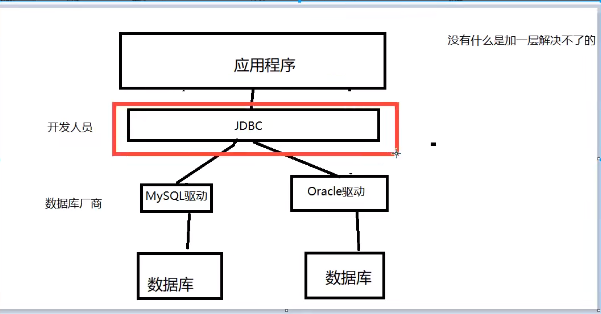 没有什么是加一层解决不了的
应用程序
开发人员
JDBC
数据库厂商
MySQL驱动
Oracle驱动
数据库
数据库